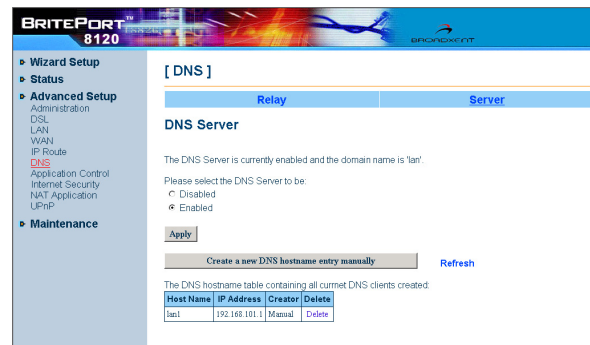 BRITEPORT™
8120
BROADXENT
Wizard Setup
Status
Advanced Setup
Administration
DSL
LAN
WAN
IP Route
DNS
Application Control
Internet Security
NAT Application
UPnP
Maintenance
[ DNS ]
Relay Server
DNS Server
The DNS Server is currently enabled and the domain name is 'lan'.
Please select the DNS Server to be:
Disabled
Enabled
Apply
Create a new DNS hostname entry manually Refresh
The DNS hostname table containing all currnet DNS clients created:
Host Name IP Address Creator Delete
lan1 192.168.101.1 Manual Delete